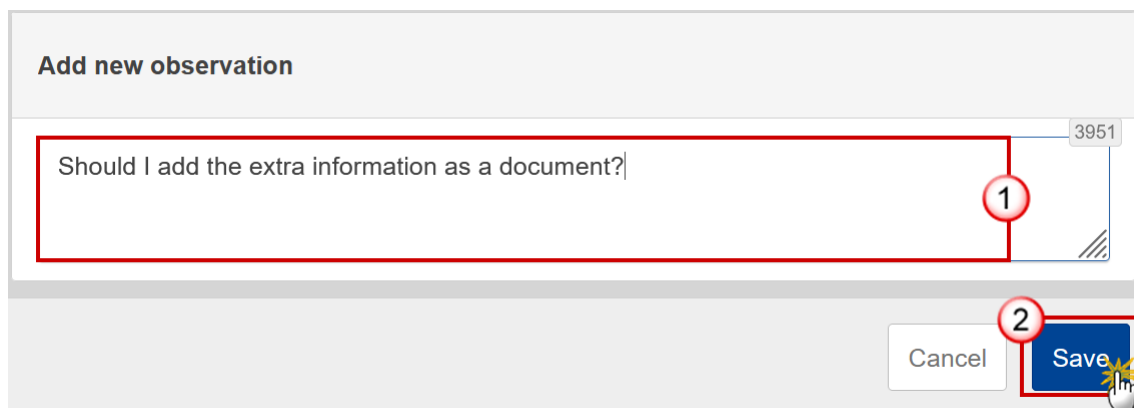 Add new observation
3951
Should I add the extra information as a document?
1
2
Cancel
Save